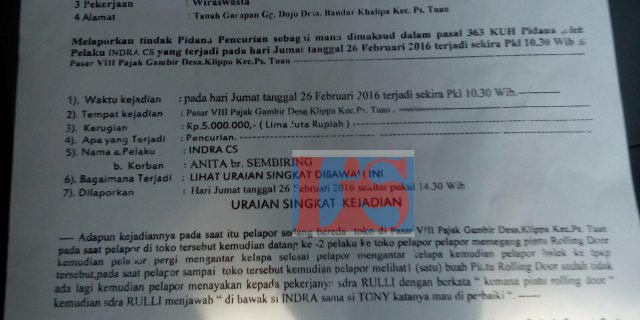 3 Pekerjaan : Wiraswasta
4 Alamat : Tanah Garapan Gg. Dojo Desa. Bandar Khalipa Kec. Ps. Tuan
Melaporkan tindak Pidana Pencurian sebagai mana dimaksud dalam pasal 363 KUH Pidana
Pelaku INDRA CS yang terjadi pada hari Jumat tanggal 26 Februari 2016 terjadi sekira Pkl 10.30 Wib
Pasar VIII Pajak Gambir Desa.Klippa Kec.Ps. Tuan
1). Waktu kejadian : pada hari Jumat tanggal 26 Februari 2016 terjadi sekira Pkl 10.30 Wib.
2). Tempat kejadian : Pasar VIII Pajak Gambir Desa.Klippa Kec.Ps. Tuan
3). Kerugian : Rp.5.000.000,- ( Lima Juta Rupiah )
4). Apa yang Terjadi : Pencurian.
5). Nama a.Pelaku : INDRA CS
b. Korban : ANITA br. SEMBIRING
6). Bagaimana Terjadi : LIHAT URAIAN SINGKAT DIBAWAH INI
7). Dilaporkan : Hari Jumat tanggal 26 Februari 2016 sekitar pukul 14.30 Wib
URAIAN SINGKAT KEJADIAN
Adapun kejadiannya pada saat itu pelapor sedang bereda toko di Pasar VIII Pajak Gambir Desa.Klippa Kec.Ps. Tuan
pada saat pelapor di toko tersebut kemudian datang ke -2 pelaku ke toko pelapor pelapor memegang pintu Rolling Door
kemudian pelapor pergi mengantar kelapa selesai pelapor mengantar kelapa kemudian pelapor balek ke
tersebut,pada saat pelapor sampai toko tersebut kemudian pelapor melihat1 (satu) buah Pintu Rolling Door sudah tidak
ada lagi kemudian pelapor menayakan kepada pekerjany: sdra RULLI dengan berkata " kemana pintu rolling door "
kemudian sdra RULLI menjawab " di bawak si INDRA sama si TONY katanya mau di perbaiki ".